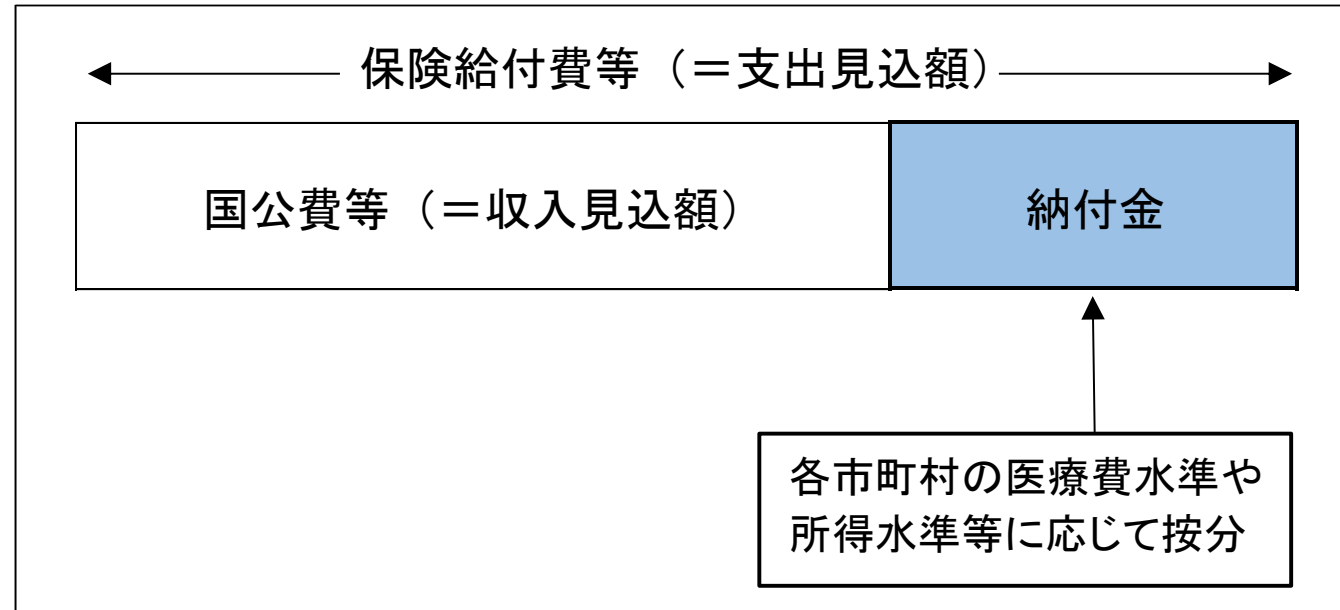 保険給付費等（＝支出見込額）
国公費等（＝収入見込額）
納付金
各市町村の医療費水準や
所得水準等に応じて按分